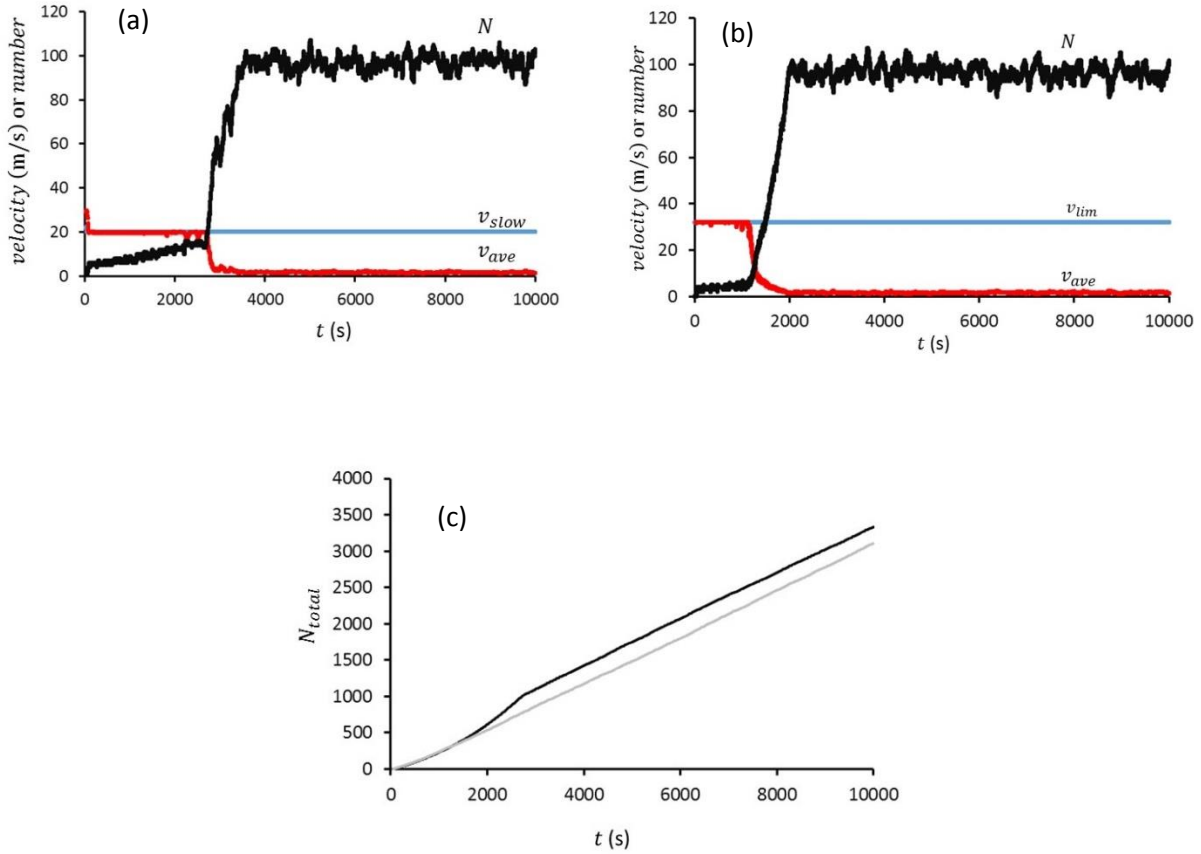 (a)
velocity (m/s) or number
120
100
80
60
40
20
0
N
v_slow
v_ave
0 2000 4000 6000 8000 10000
t (s)
(b)
velocity (m/s) or number
120
100
80
60
40
20
0
N
v_lim
v_ave
0 2000 4000 6000 8000 10000
t (s)
(c)
N_total
4000
3500
3000
2500
2000
1500
1000
500
0
0 2000 4000 6000 8000 10000
t (s)